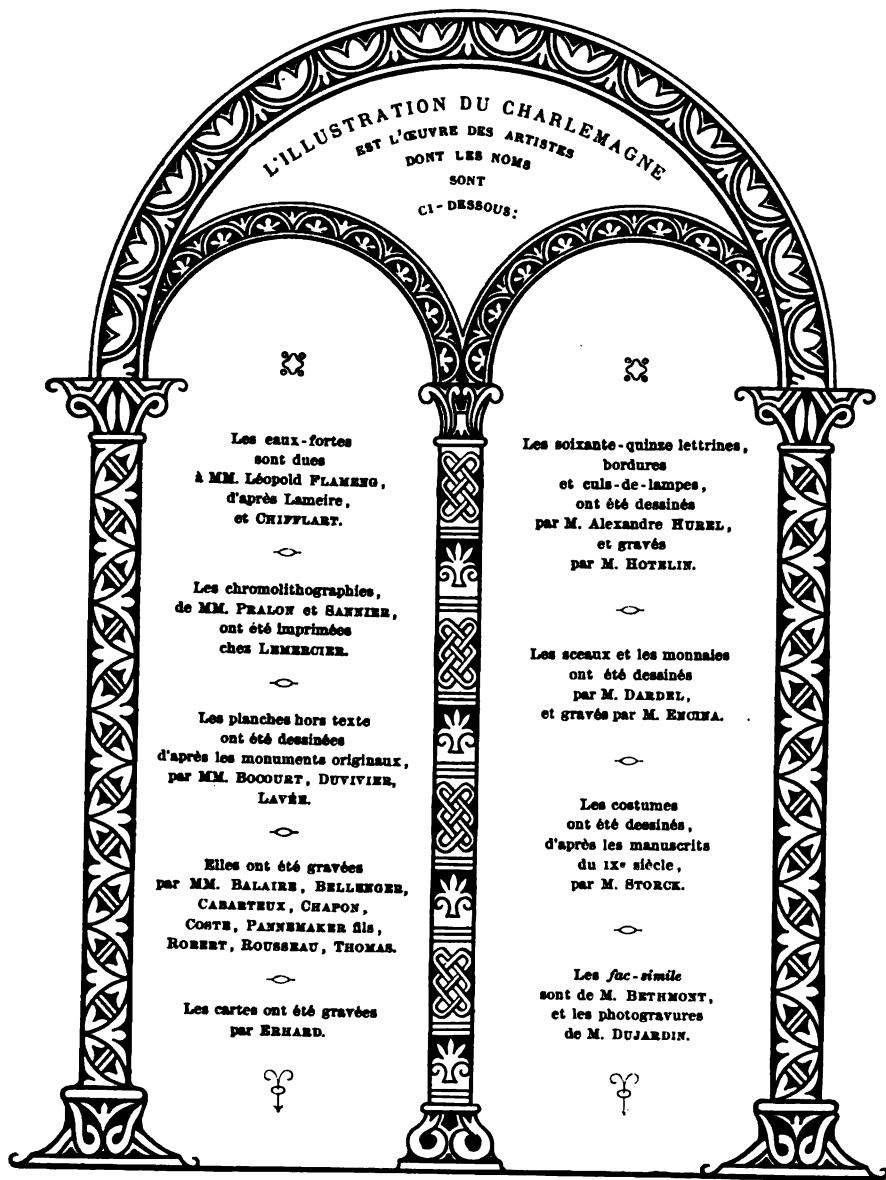 L'ILLUSTRATION DU CHARLEMAGNE
EST L'ŒUVRE DES ARTISTES
DONT LES NOMS
SONT
CI-DESSOUS:
Les eaux-fortes
sont dues
à MM. Léopold FLAMENG,
d'après Lameire,
et CHIFFLART.
Les chromolithographies,
de MM. PRALON et SANNIER,
ont été imprimées
chez LEMERCIER.
Les planches hors texte
ont été dessinées
d'après les monuments originaux,
par MM. BOCOURT, DUVIVIER,
LAVÉE.
Elles ont été gravées
par MM. BALAIRE, BELLENGER,
CABARTEUX, CHAPON,
COSTE, PANNEMAKER fils,
ROBERT, ROUSSEAU, THOMAS.
Les cartes ont été gravées
par ERHARD.
Les soixante-quinze lettrines,
bordures
et culs-de-lampes,
ont été dessinés
par M. Alexandre HUREL,
et gravés
par M. HOTELIN.
Les sceaux et les monnaies
ont été dessinés
par M. DARDEL,
et gravés par M. ENCINA.
Les costumes
ont été dessinés,
d'après les manuscrits
du IXe siècle,
par M. STORCK.
Les fac-simile
sont de M. BETHMONT,
et les photogravures
de M. DUJARDIN.